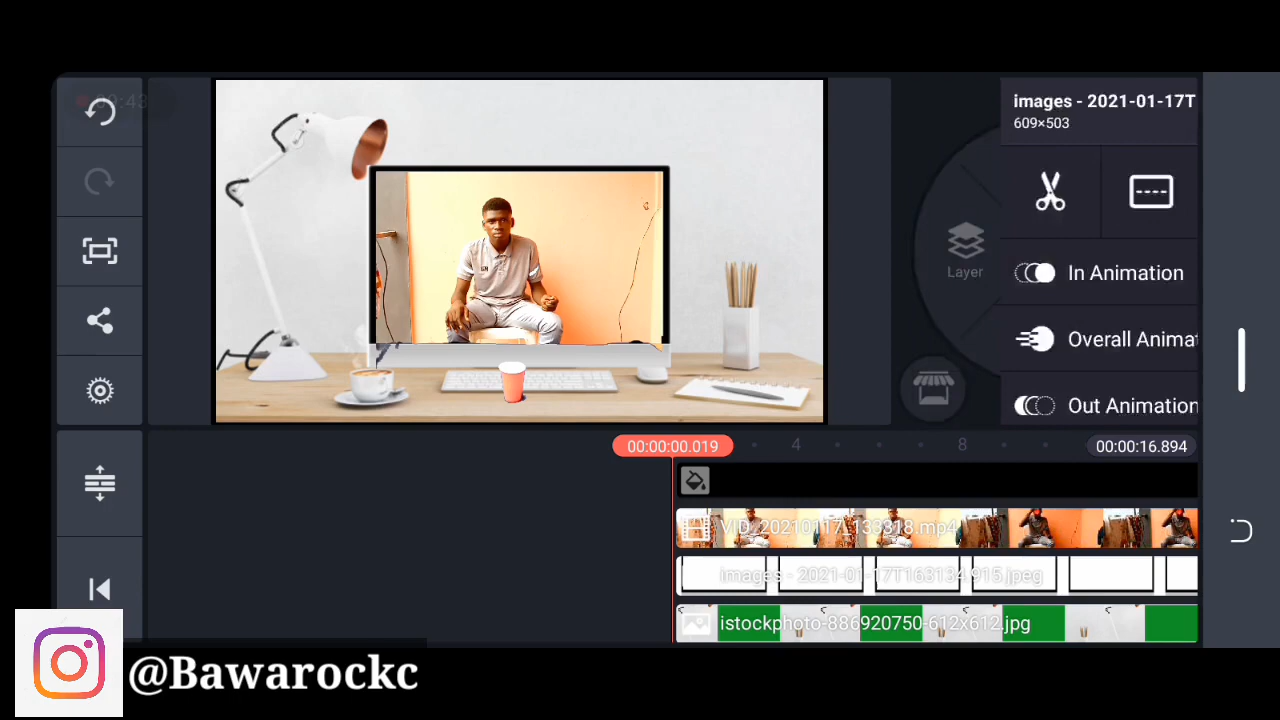 images - 2021-01-17T
609×503
Layer
In Animation
Overall Animat
Out Animation
00:00:00.019
4
8
00:00:16.894
VID_20210117_133318.mp4
images - 2021-01-17T163134.915.jpeg
istockphoto-886920750-612x612.jpg
@Bawarockc